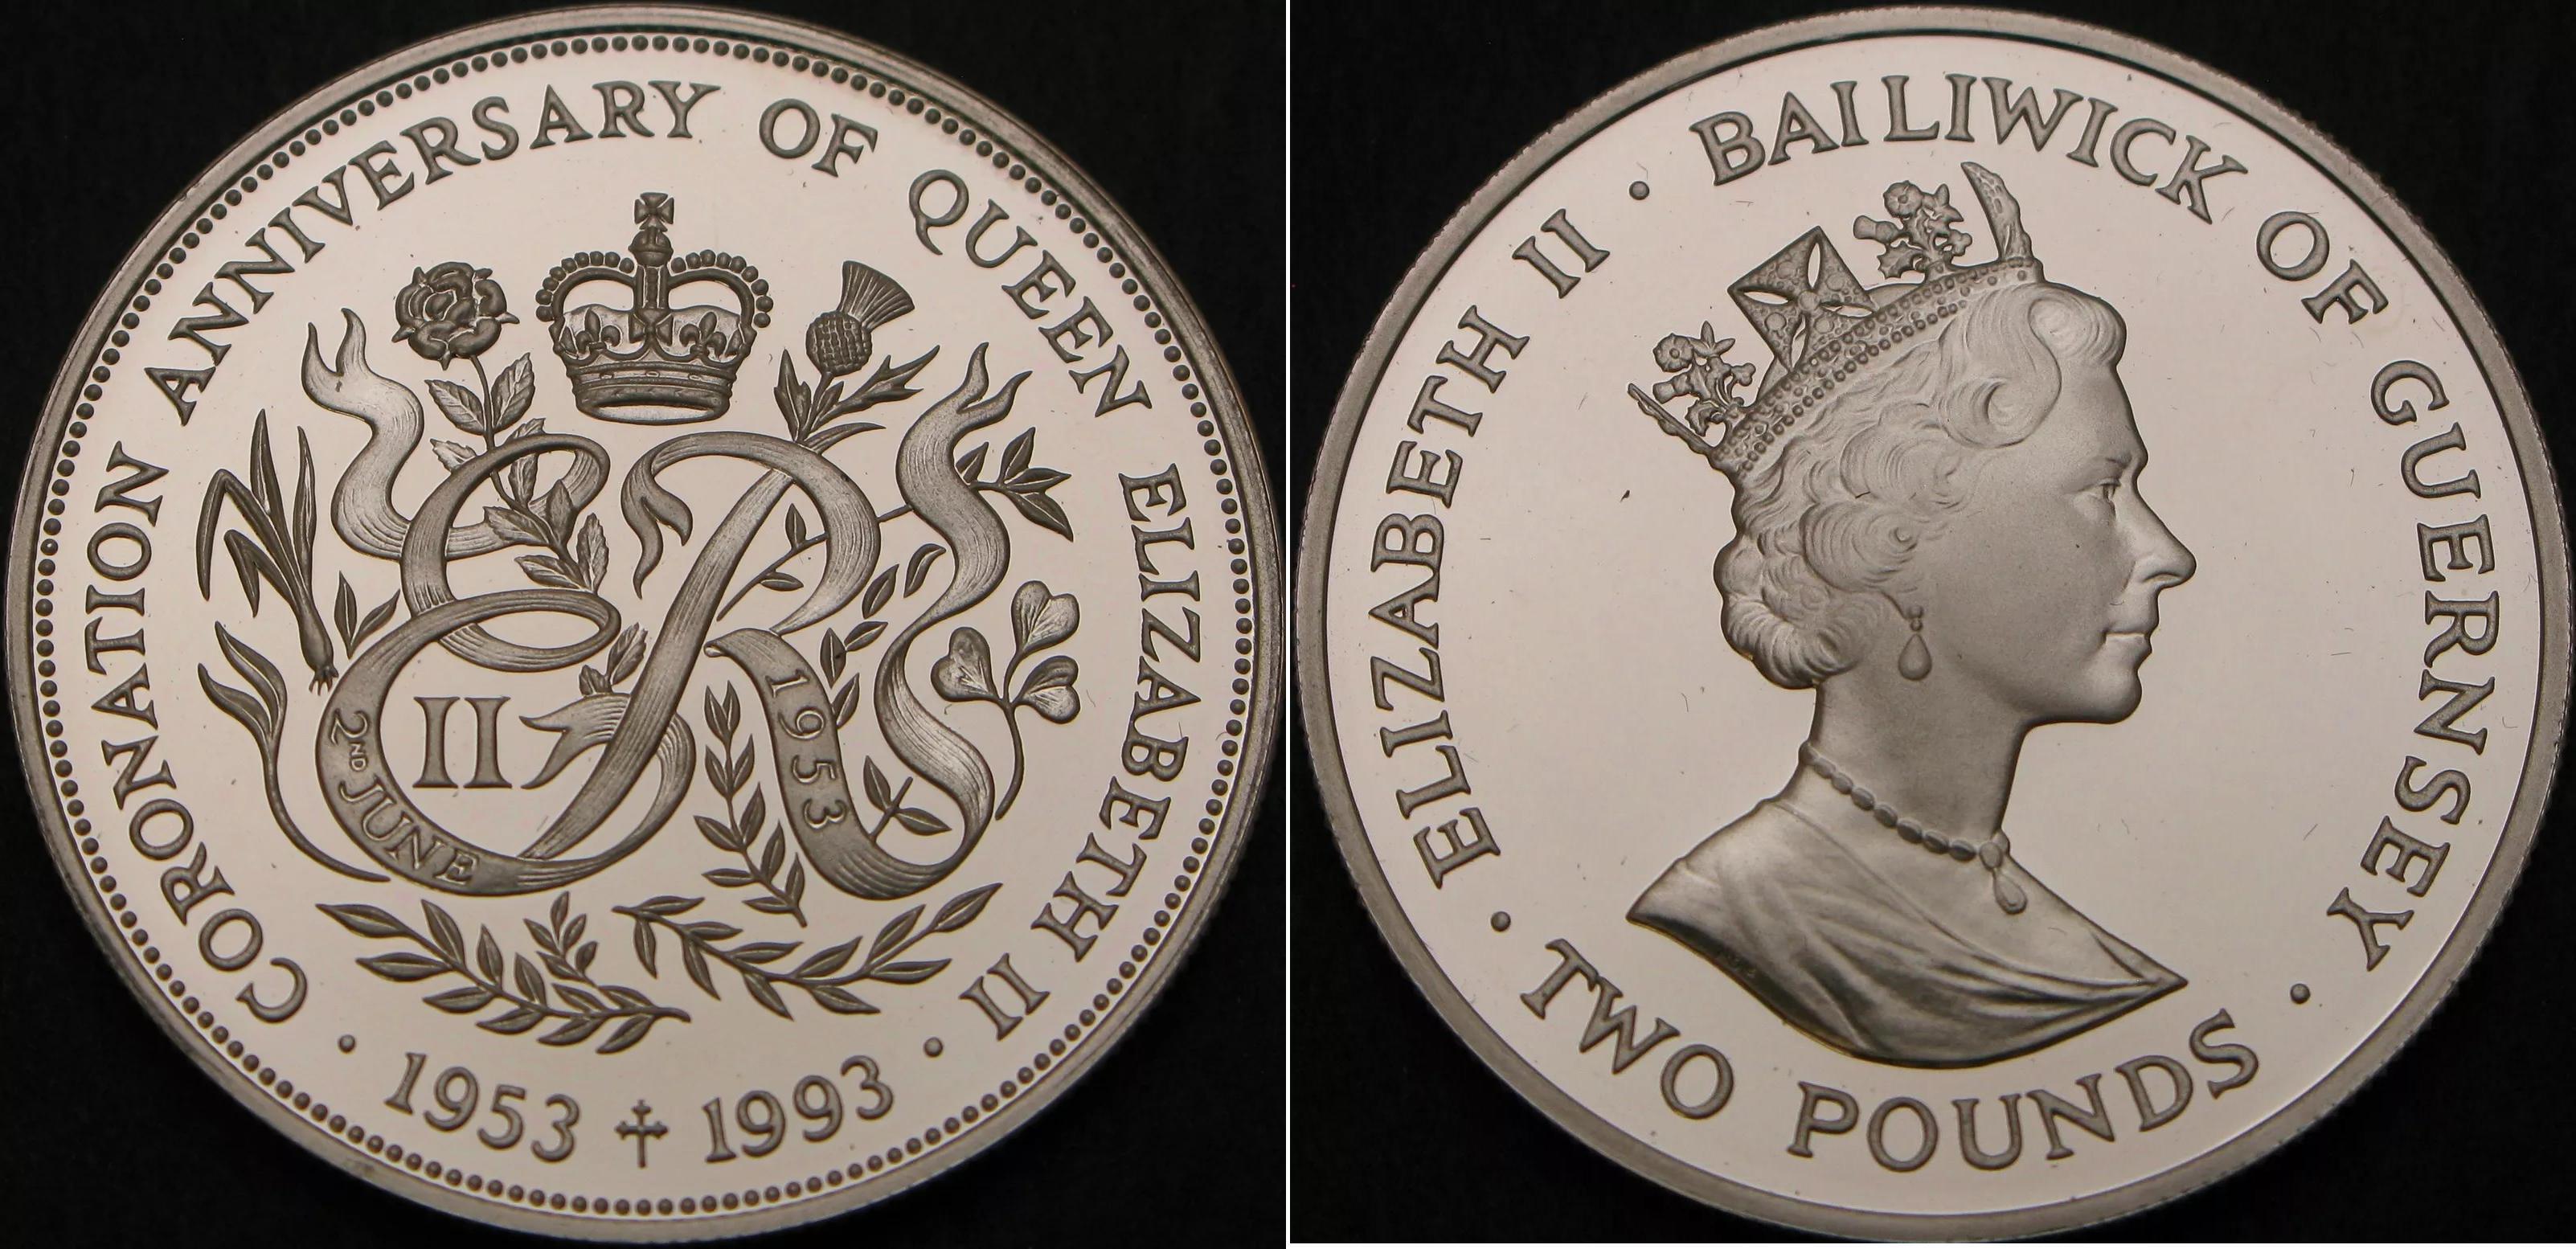 CORONATION ANNIVERSARY OF QUEEN ELIZABETH II
· 1953 ‡ 1993 ·
ER
II
2ND JUNE
1953
ELIZABETH II · BAILIWICK OF GUERNSEY
· TWO POUNDS ·